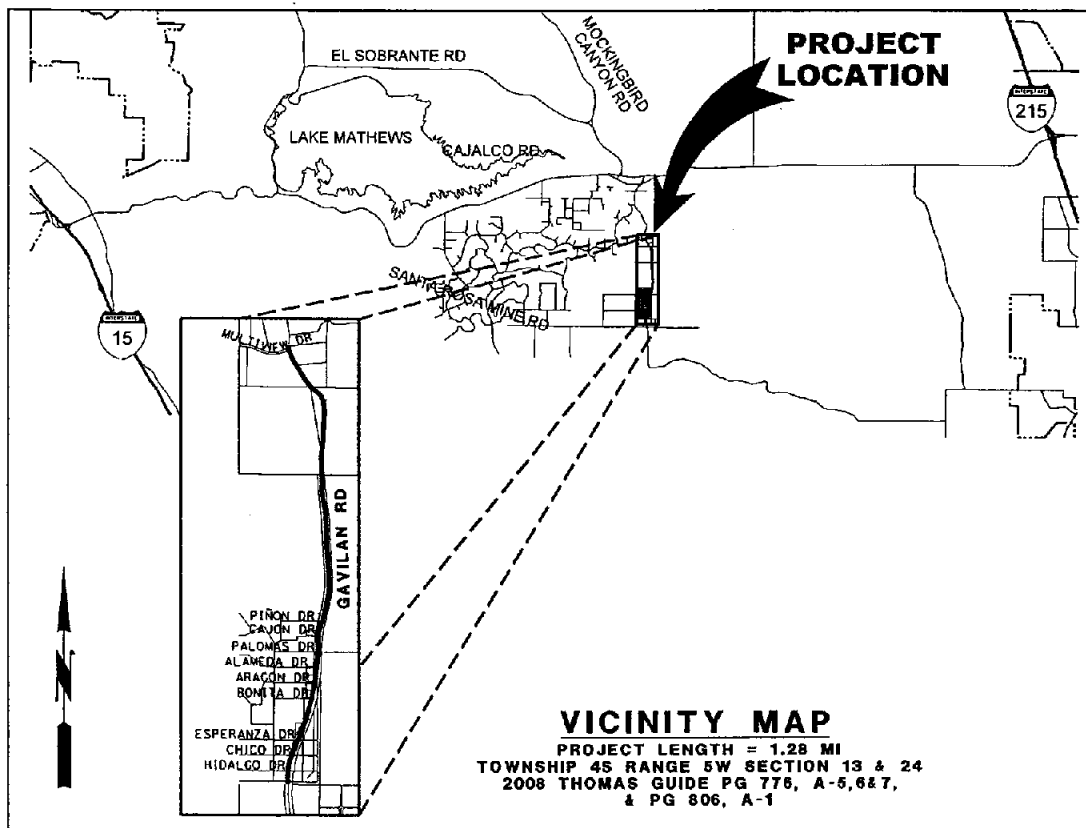 EL SOBRANTE RD
MOCKINGBIRD
CANYON RD
PROJECT
LOCATION
INTERSTATE
215
LAKE MATHEWS
CAJALCO RD
SANTA ROSA MINE RD
INTERSTATE
15
MULTIVIEW DR
GAVILAN RD
PIÑON DR
CAJON DR
PALOMAS DR
ALAMEDA DR
ARAGON DR
BONITA DR
ESPERANZA DR
CHICO DR
HIDALGO DR
N
VICINITY MAP
PROJECT LENGTH = 1.28 MI
TOWNSHIP 4S RANGE 5W SECTION 13 & 24
2008 THOMAS GUIDE PG 776, A-5,6&7,
& PG 806, A-1